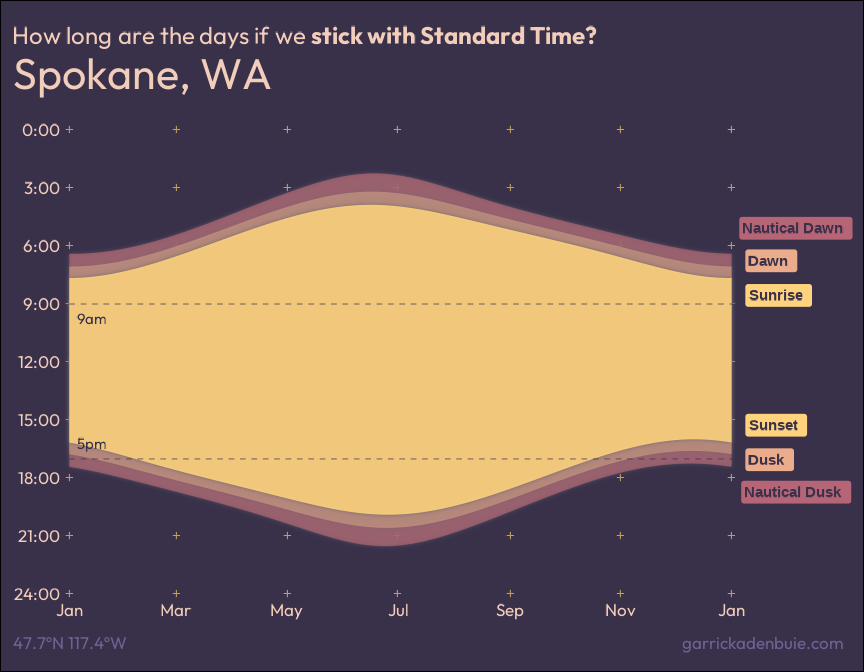 How long are the days if we stick with Standard Time?
Spokane, WA
0:00
3:00
Nautical Dawn
6:00
Dawn
Sunrise
9:00
9am
12:00
15:00
Sunset
5pm
Dusk
18:00
Nautical Dusk
21:00
24:00
Jan Mar May Jul Sep Nov Jan
47.7°N 117.4°W
garrickadenbuie.com